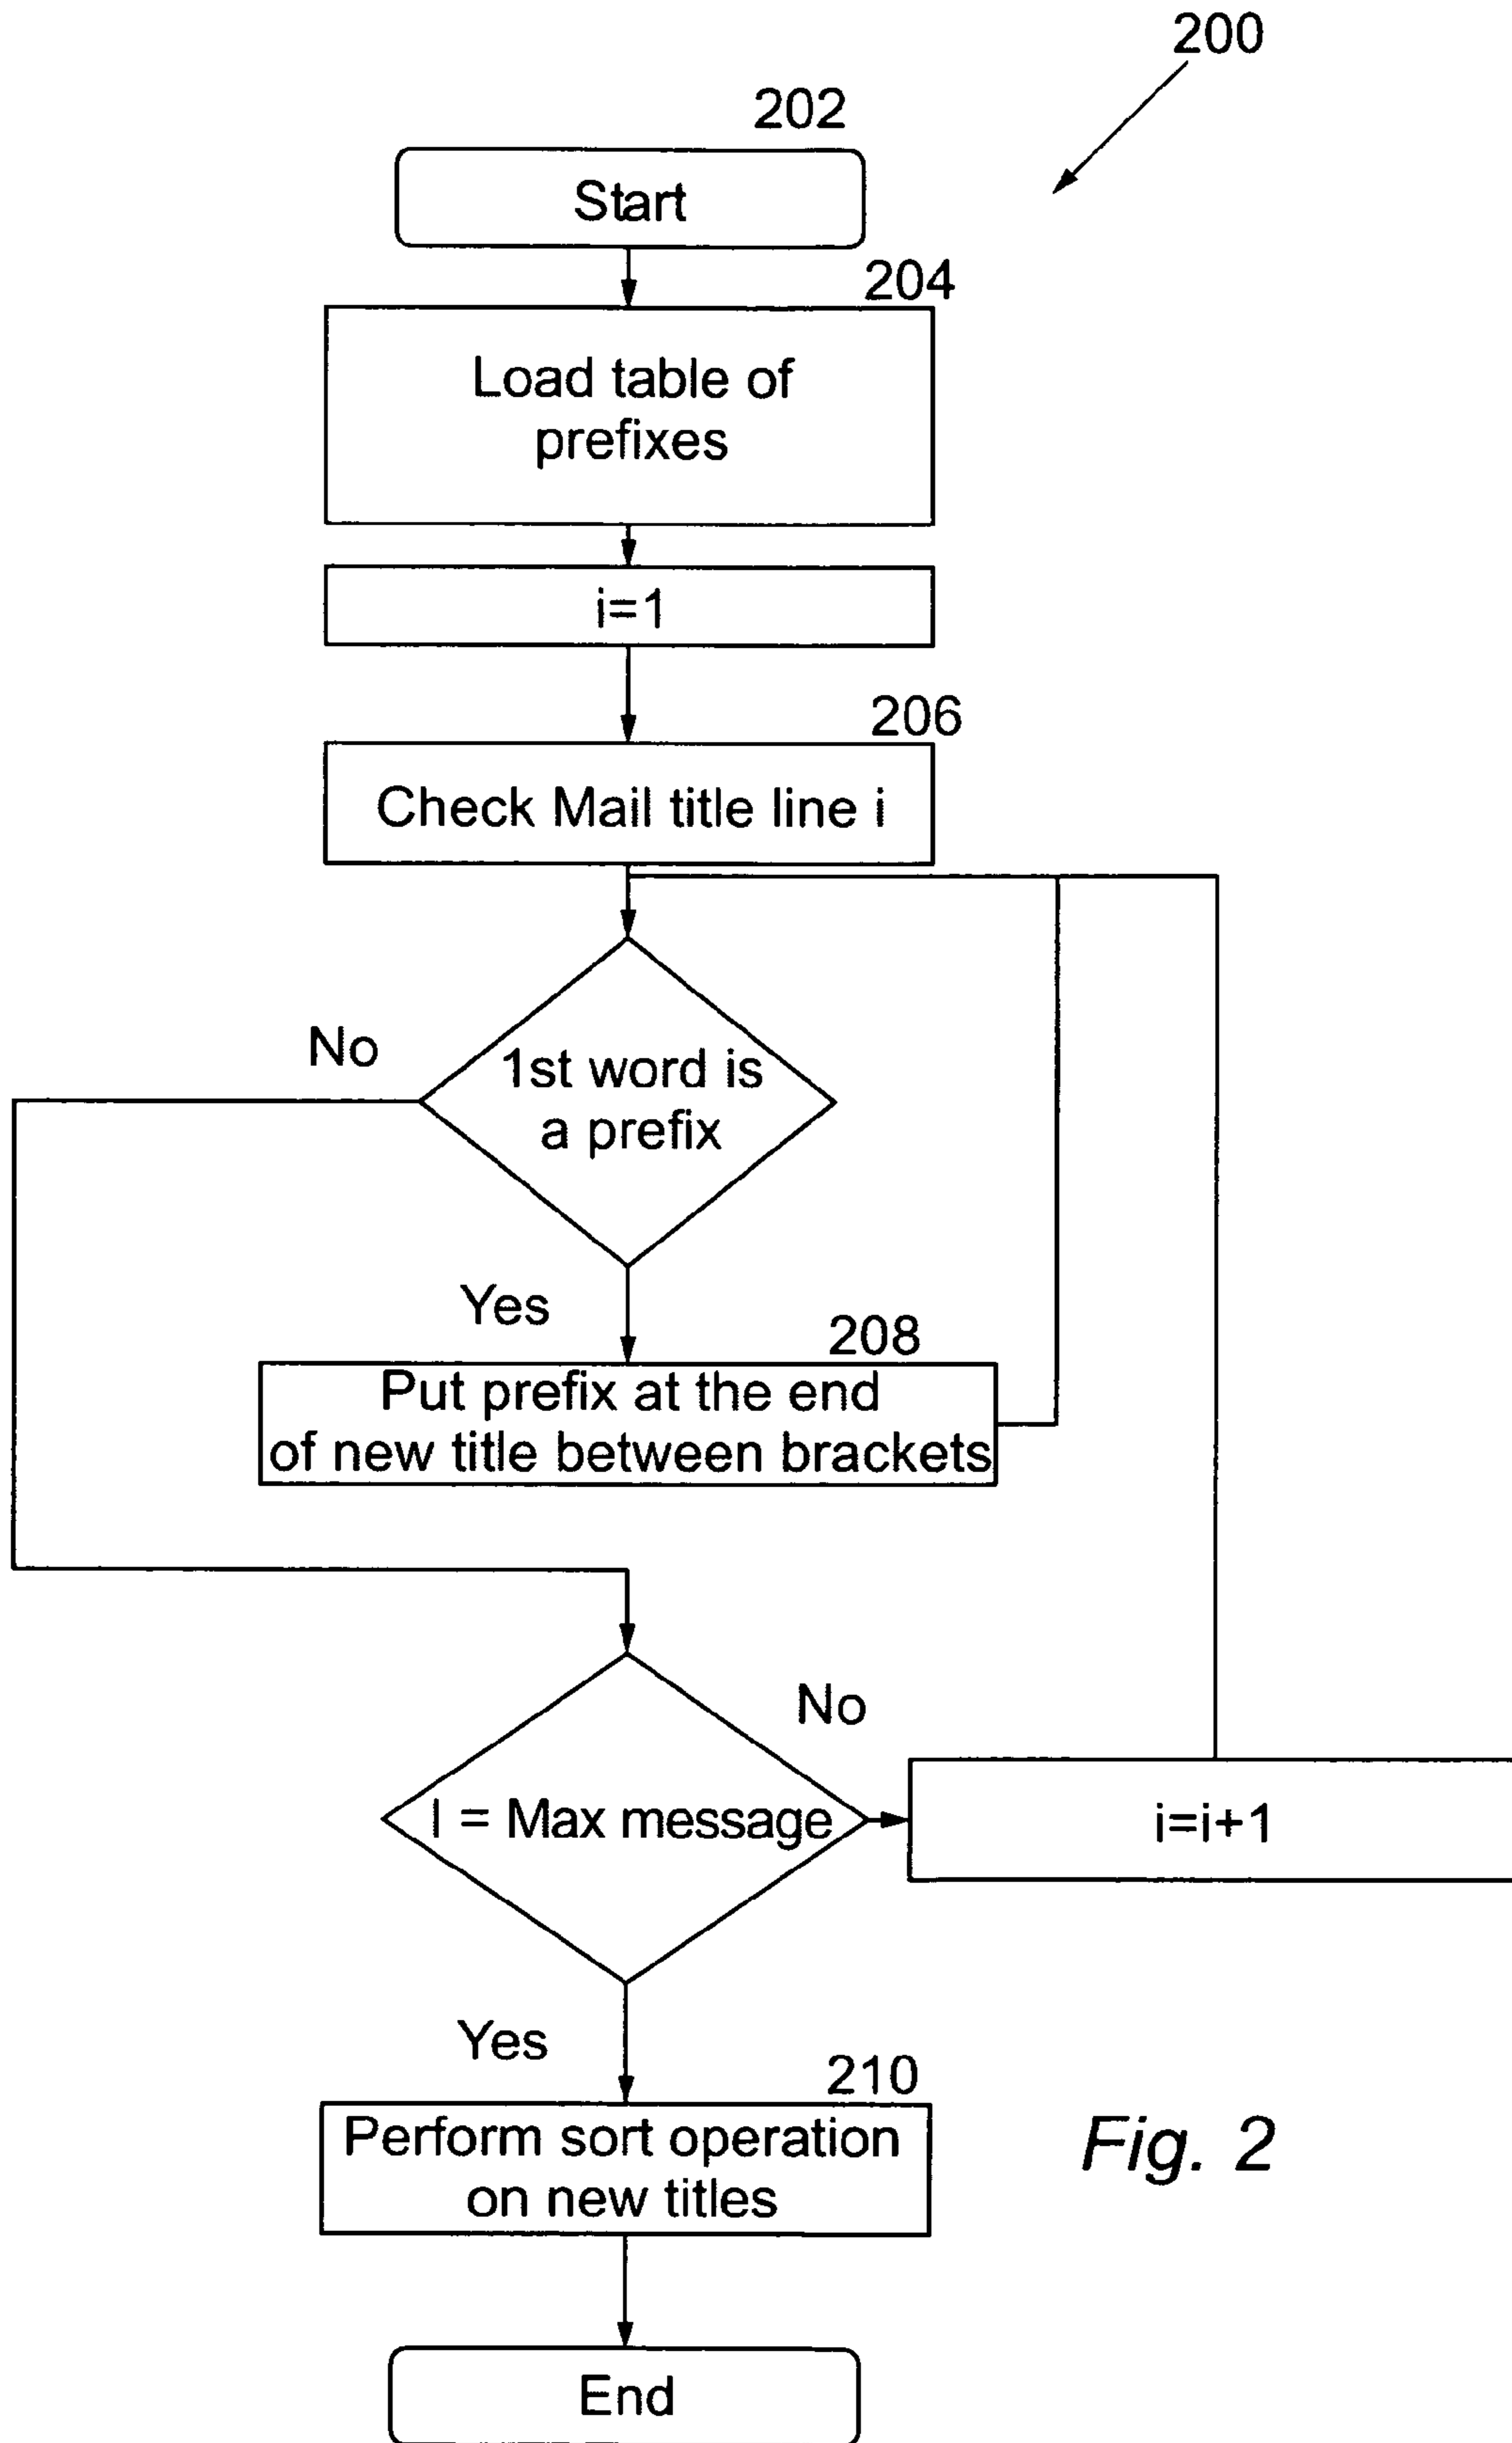 200
202
Start
204
Load table of
prefixes
i=1
206
Check Mail title line i
No
1st word is
a prefix
Yes
208
Put prefix at the end
of new title between brackets
No
I = Max message
i=i+1
Yes
210
Perform sort operation
on new titles
Fig. 2
End